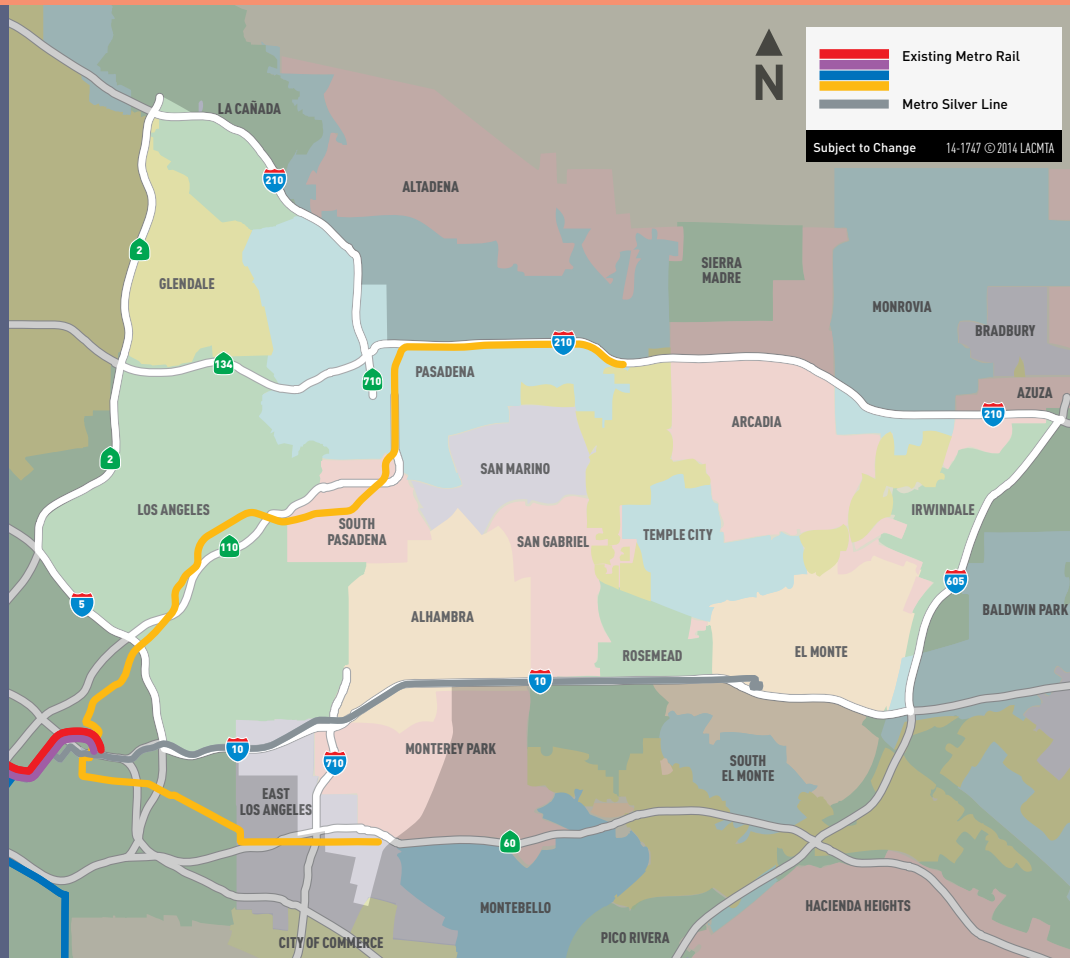 Existing Metro Rail
N
Metro Silver Line
Subject to Change 14-1747 © 2014 LACMTA
LA CAÑADA
210
ALTADENA
2
SIERRA
MADRE
GLENDALE
MONROVIA
BRADBURY
210
134
710
PASADENA
AZUZA
210
ARCADIA
2
SAN MARINO
LOS ANGELES
IRWINDALE
SOUTH
PASADENA
TEMPLE CITY
SAN GABRIEL
110
605
5
BALDWIN PARK
ALHAMBRA
ROSEMEAD
EL MONTE
10
10
MONTEREY PARK
710
SOUTH
EL MONTE
EAST
LOS ANGELES
60
MONTEBELLO
HACIENDA HEIGHTS
PICO RIVERA
CITY OF COMMERCE